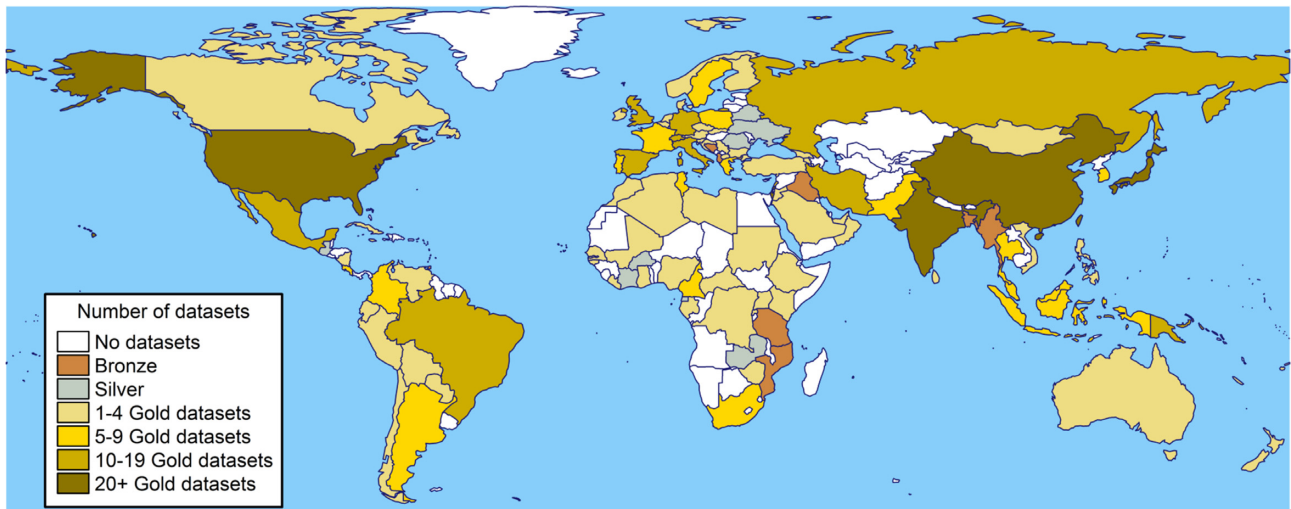 Number of datasets
No datasets
Bronze
Silver
1-4 Gold datasets
5-9 Gold datasets
10-19 Gold datasets
20+ Gold datasets